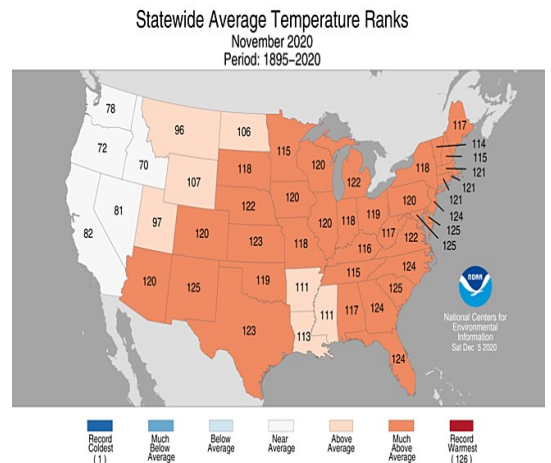 Statewide Average Temperature Ranks
November 2020
Period: 1895–2020
78
96
106
115
117
72
70
107
118
120
122
118
114
115
121
121
121
124
125
125
82
81
97
120
122
120
120
118
119
120
117
122
123
118
116
120
125
119
111
115
124
125
123
113
111
117
124
124
NOAA
National Centers for
Environmental
Information
Sat Dec 5 2020
Record
Coldest
(1)
Much
Below
Average
Below
Average
Near
Average
Above
Average
Much
Above
Average
Record
Warmest
(126)